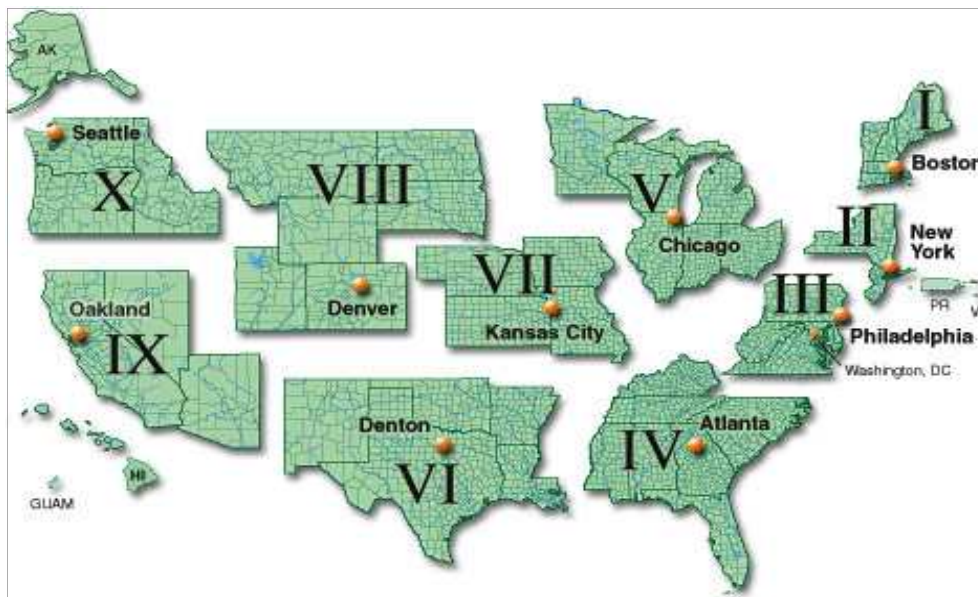 AK
Seattle
X
VIII
V
Chicago
I
Boston
II
New
York
PR
V
III
Philadelphia
Washington, DC
Oakland
IX
Denver
VII
Kansas City
HI
GUAM
Denton
VI
IV
Atlanta